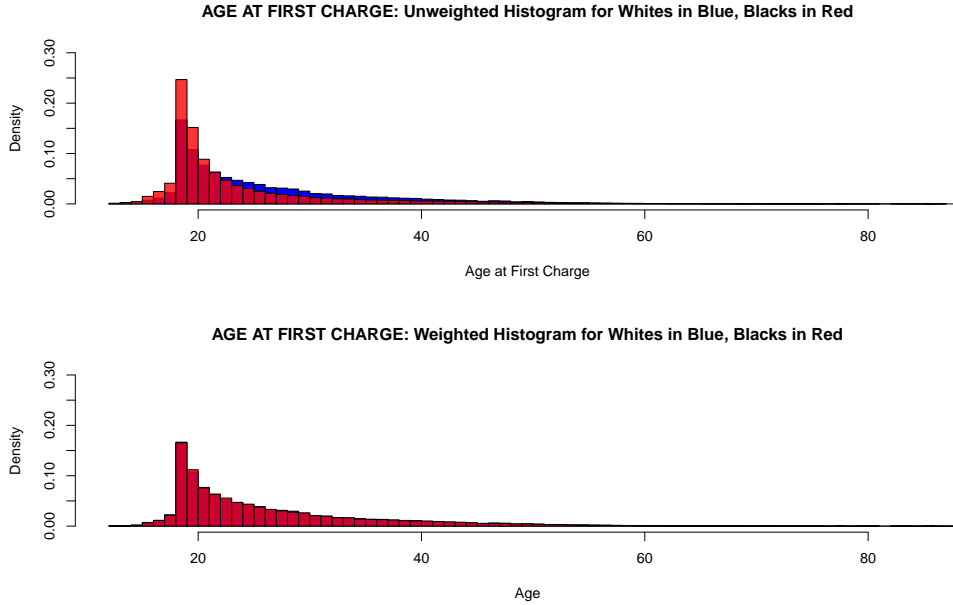 AGE AT FIRST CHARGE: Unweighted Histogram for Whites in Blue, Blacks in Red
Density
0.30
0.20
0.10
0.00
20 40 60 80
Age at First Charge
AGE AT FIRST CHARGE: Weighted Histogram for Whites in Blue, Blacks in Red
Density
0.30
0.20
0.10
0.00
20 40 60 80
Age